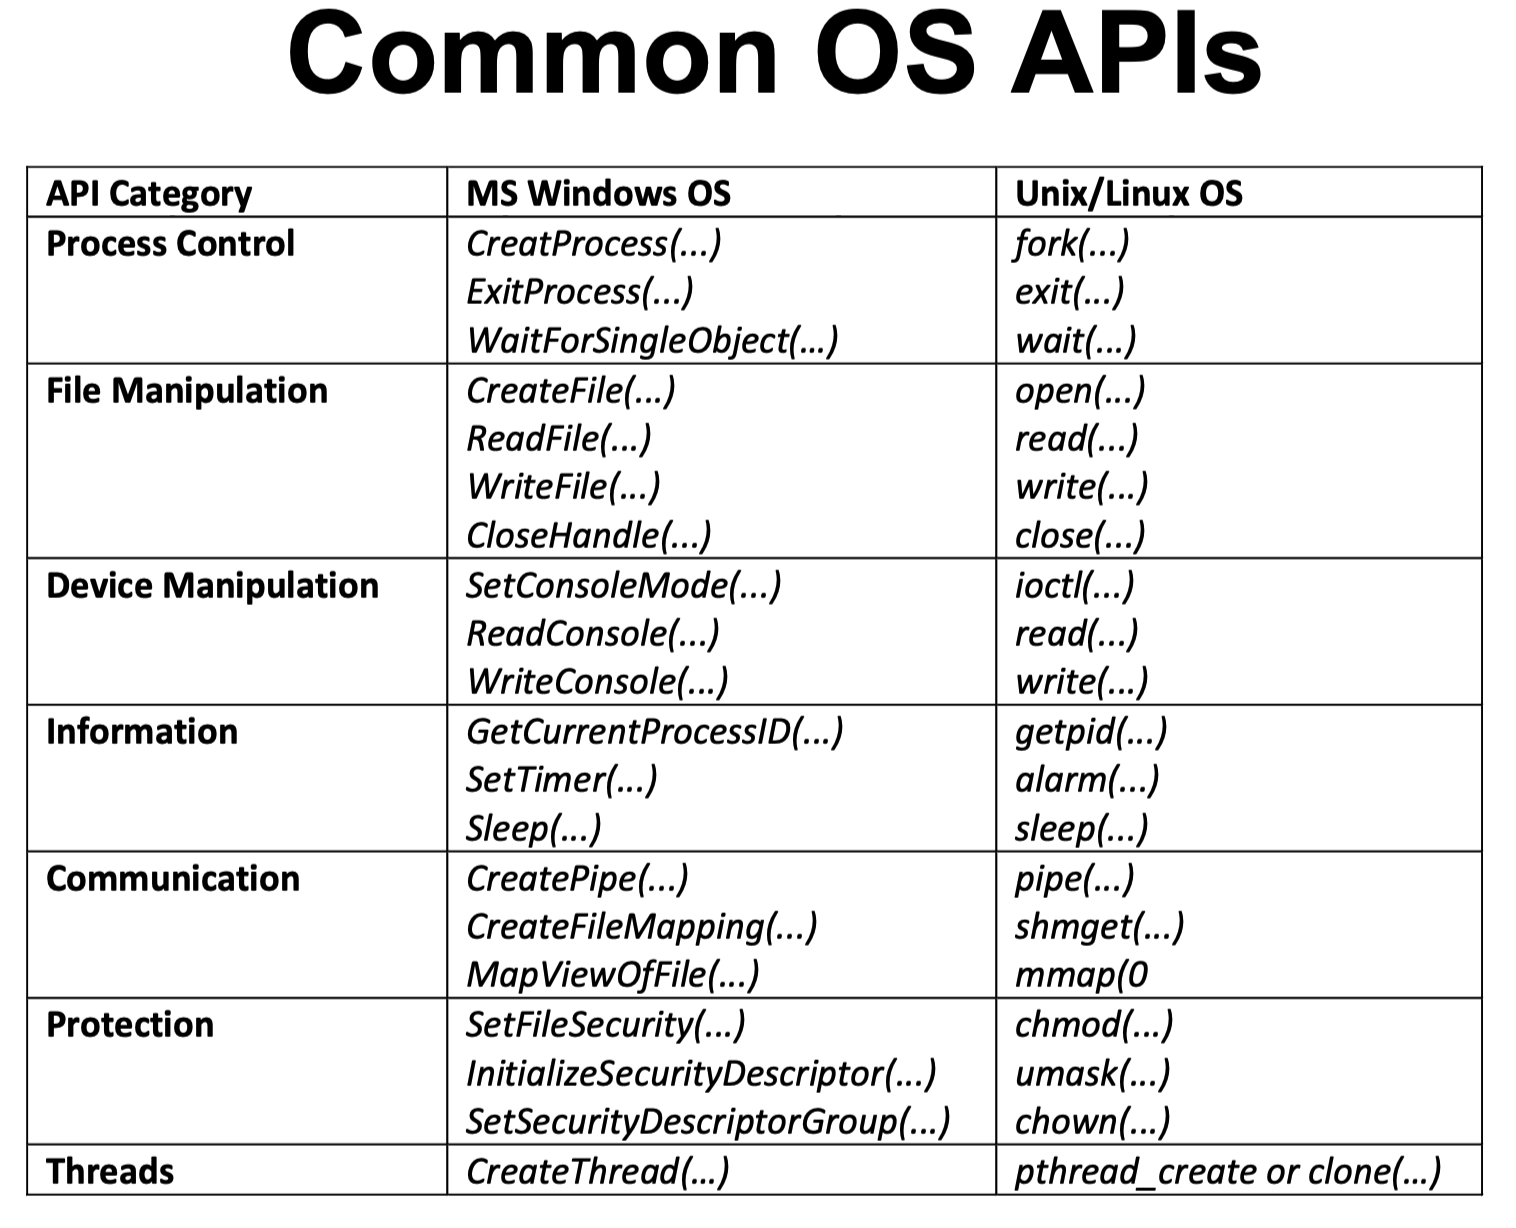 Common OS APIs
API Category MS Windows OS Unix/Linux OS
Process Control CreatProcess(...) fork(...)
ExitProcess(...) exit(...)
WaitForSingleObject(...) wait(...)
File Manipulation CreateFile(...) open(...)
ReadFile(...) read(...)
WriteFile(...) write(...)
CloseHandle(...) close(...)
Device Manipulation SetConsoleMode(...) ioctl(...)
ReadConsole(...) read(...)
WriteConsole(...) write(...)
Information GetCurrentProcessID(...) getpid(...)
SetTimer(...) alarm(...)
Sleep(...) sleep(...)
Communication CreatePipe(...) pipe(...)
CreateFileMapping(...) shmget(...)
MapViewOfFile(...) mmap(0
Protection SetFileSecurity(...) chmod(...)
InitializeSecurityDescriptor(...) umask(...)
SetSecurityDescriptorGroup(...) chown(...)
Threads CreateThread(...) pthread_create or clone(...)